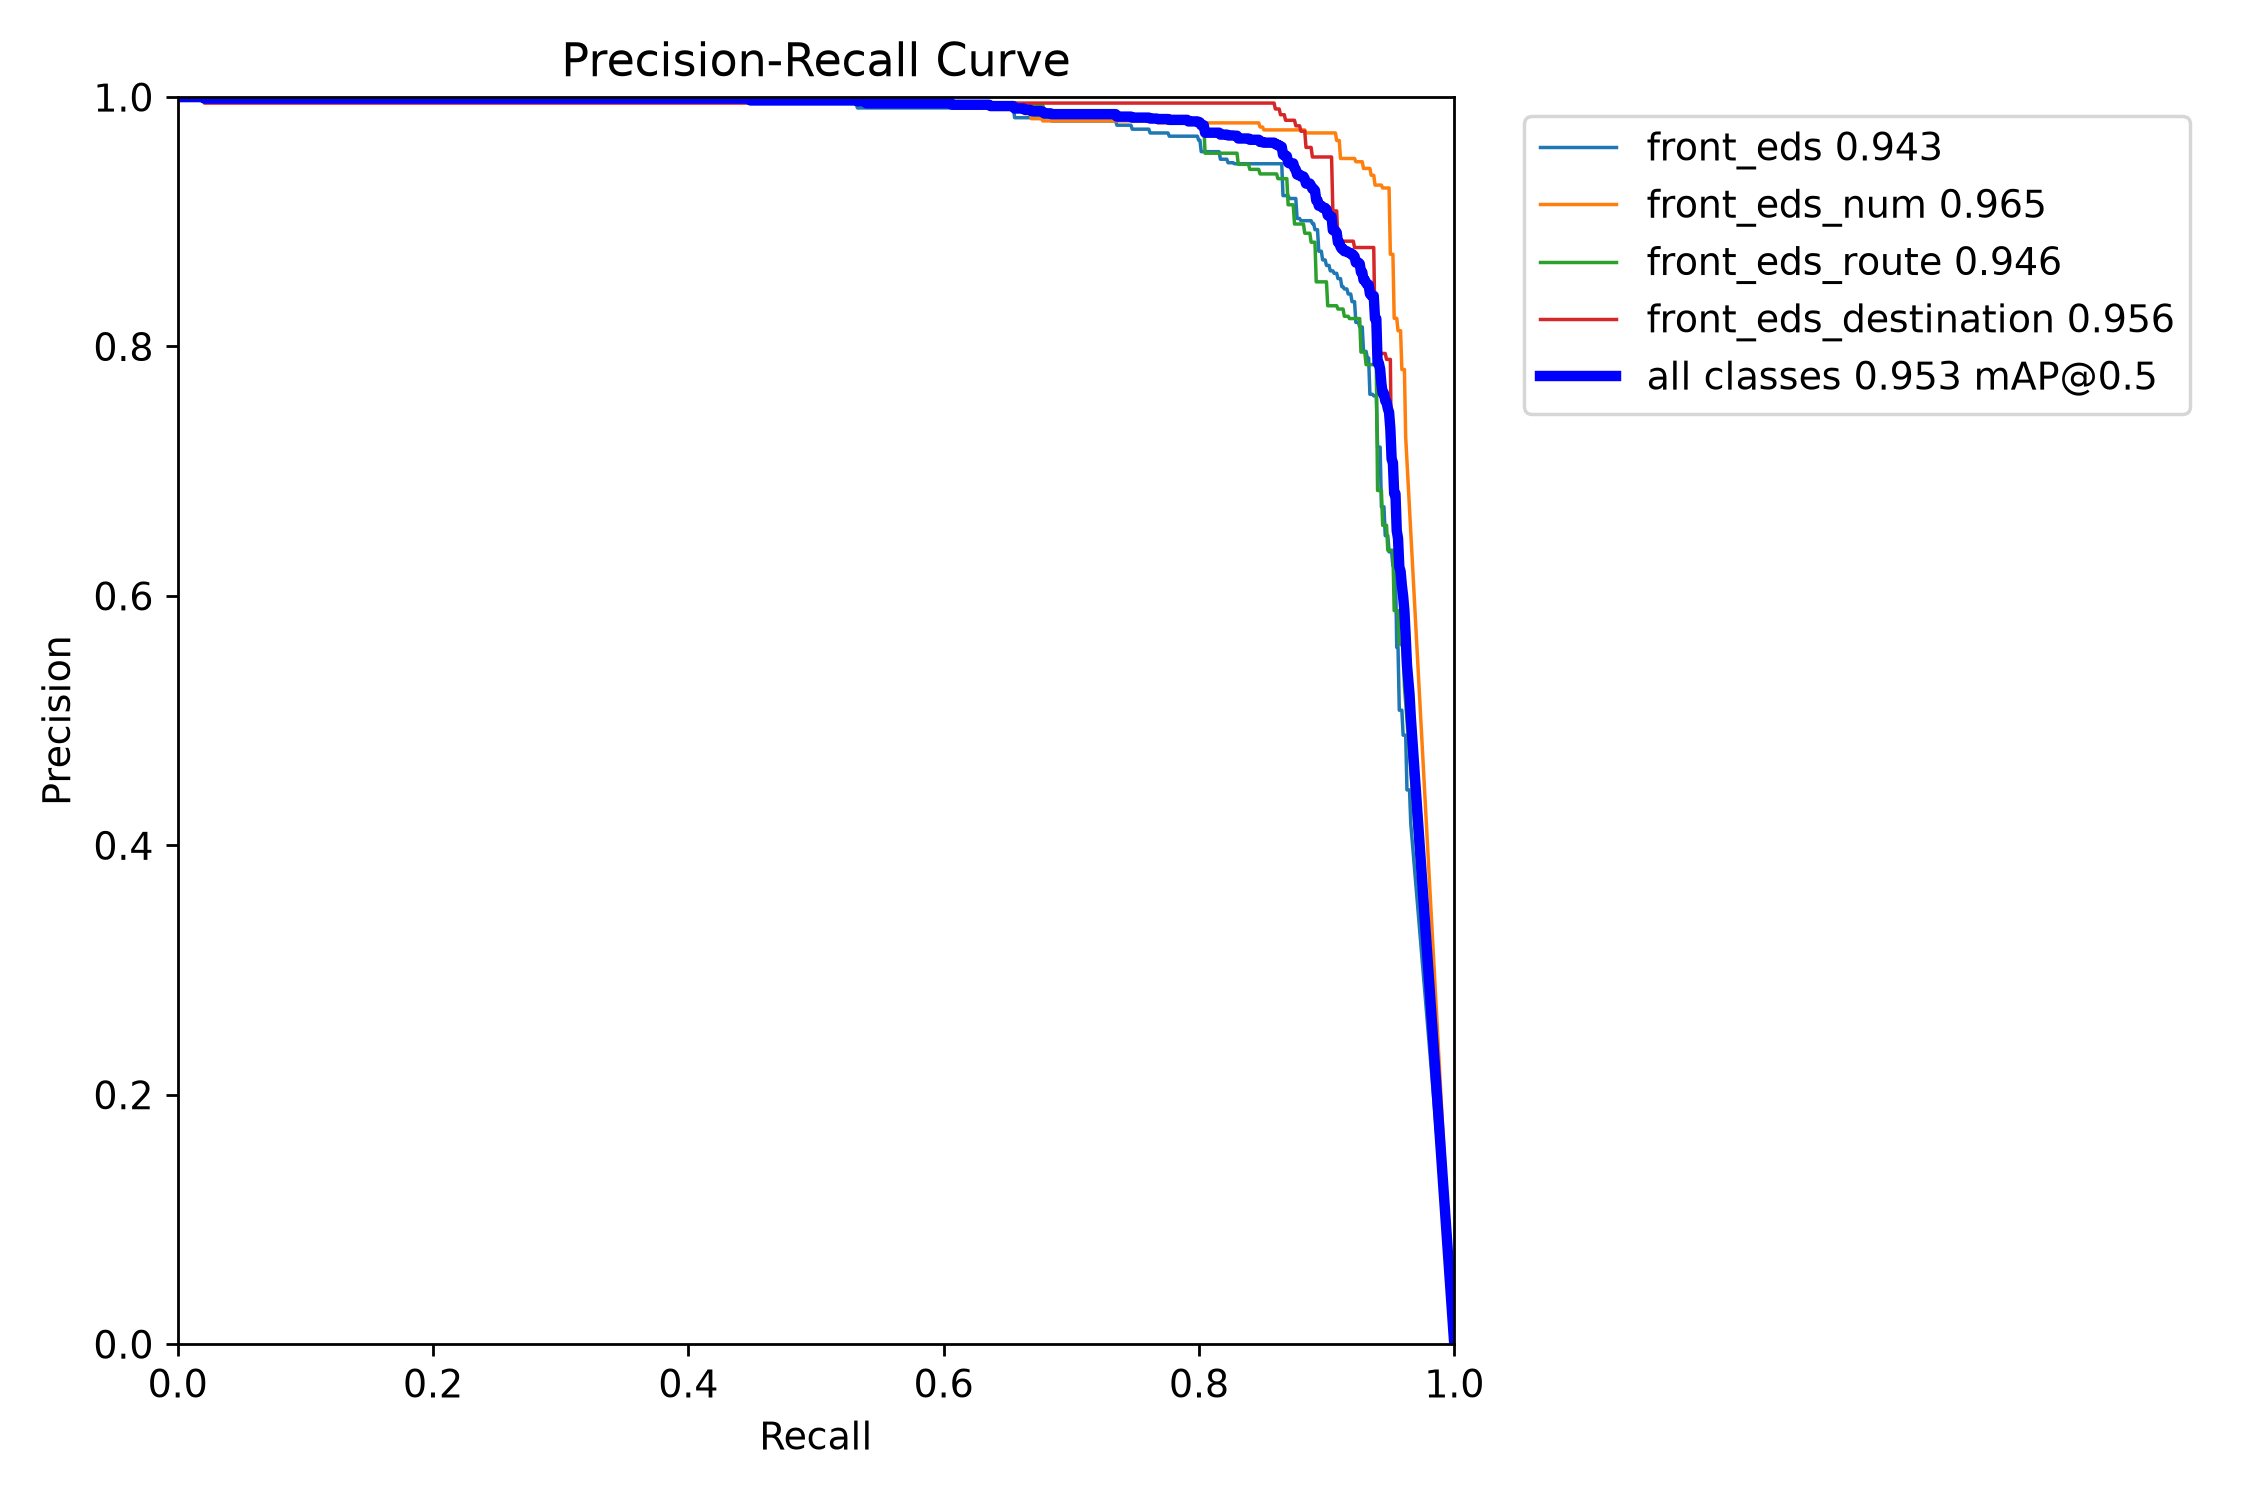 Precision-Recall Curve
1.0
0.8
0.6
0.4
0.2
0.0
Precision
0.0 0.2 0.4 0.6 0.8 1.0
Recall
front_eds 0.943
front_eds_num 0.965
front_eds_route 0.946
front_eds_destination 0.956
all classes 0.953 mAP@0.5